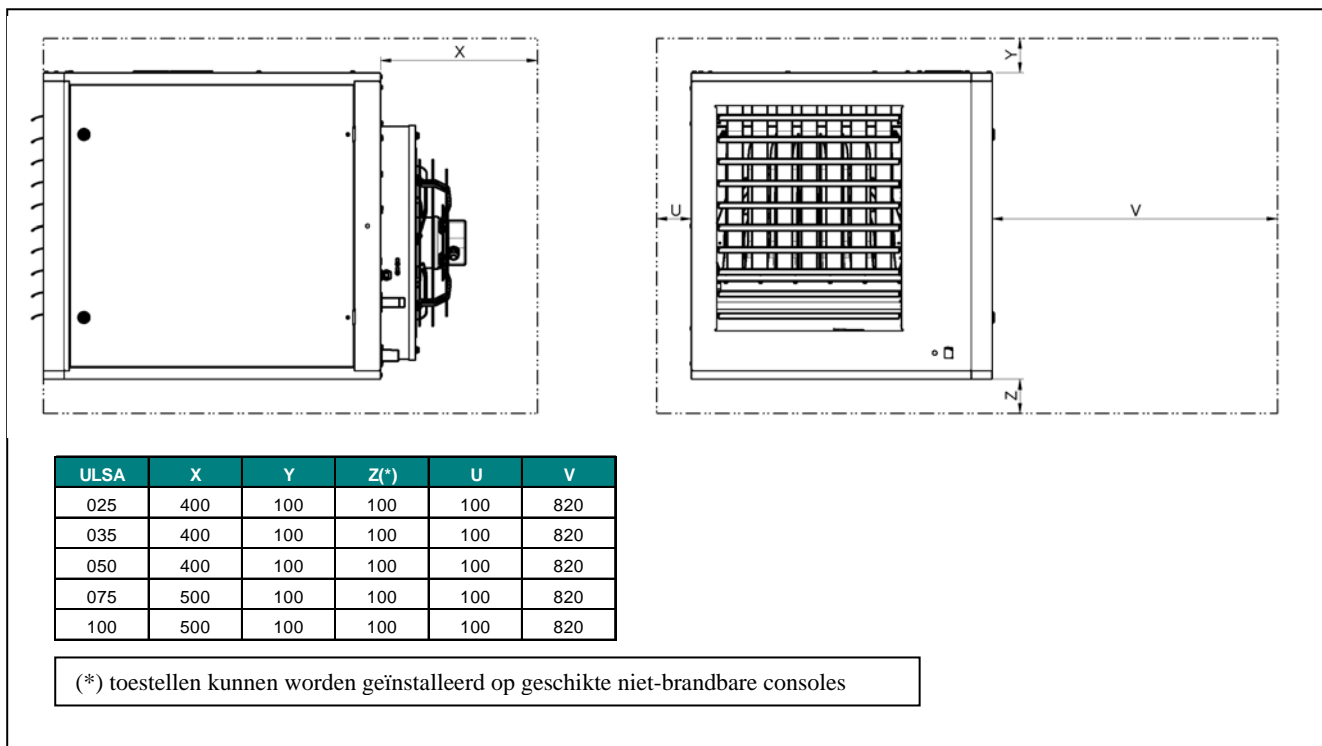 X
Y
U
V
Z
ULSA X Y Z(*) U V
025 400 100 100 100 820
035 400 100 100 100 820
050 400 100 100 100 820
075 500 100 100 100 820
100 500 100 100 100 820
(*) toestellen kunnen worden geïnstalleerd op geschikte niet-brandbare consoles